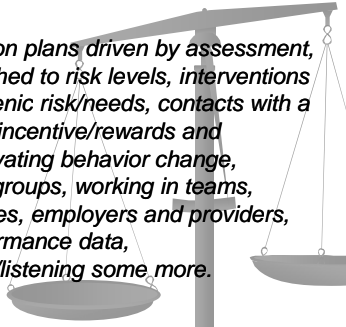 on plans driven by assessment,
hed to risk levels, interventions
enic risk/needs, contacts with a
incentive/rewards and
vating behavior change,
groups, working in teams,
es, employers and providers,
rmance data,
/listening some more.